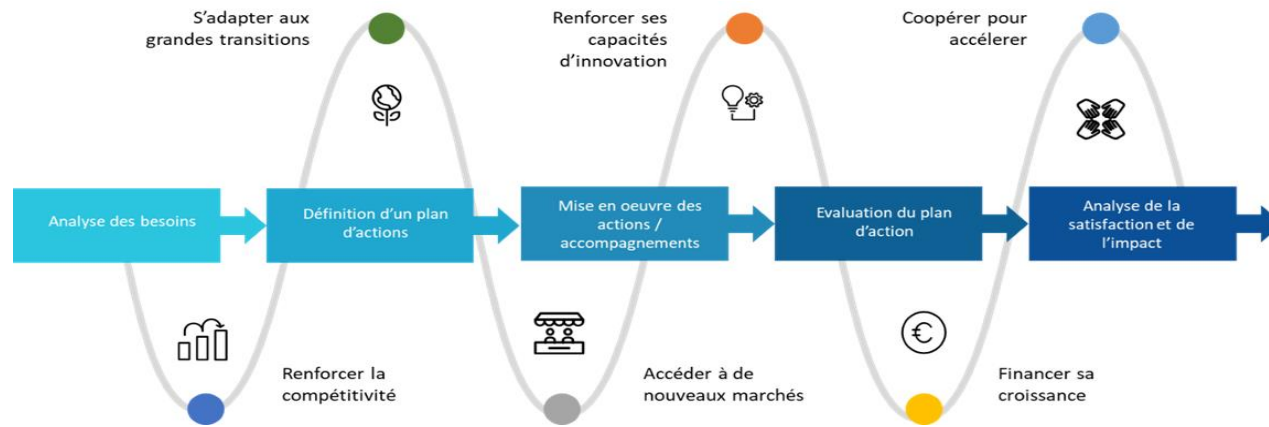 S’adapter aux
grandes transitions
Renforcer ses
capacités
d’innovation
Coopérer pour
accélerer
Analyse des besoins
Définition d’un plan
d’actions
Mise en oeuvre des
actions /
accompagnements
Evaluation du plan
d’action
Analyse de la
satisfaction et de
l’impact
Renforcer la
compétitivité
Accéder à de
nouveaux marchés
€
Financer sa
croissance